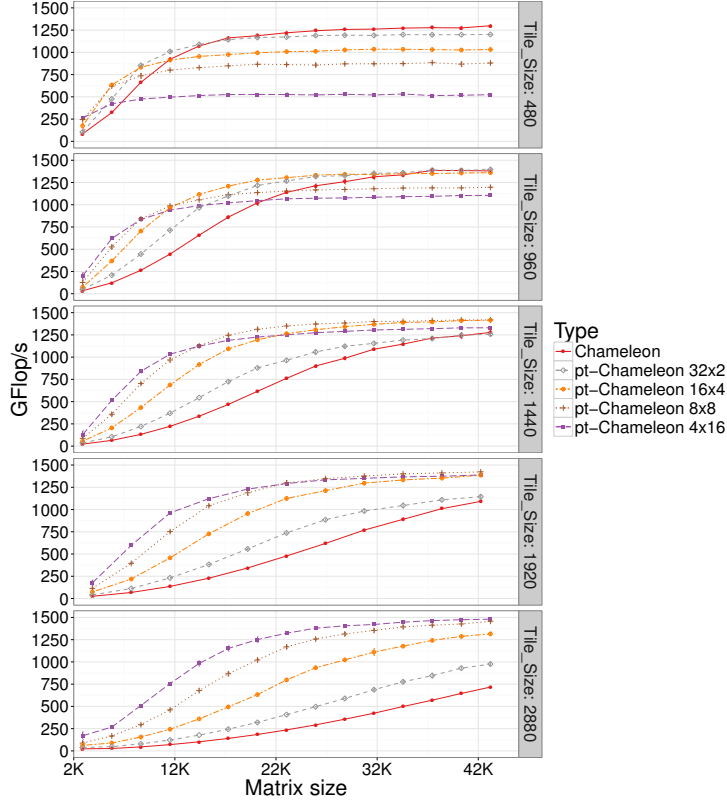 1500
1250
1000
750
500
250
0
Tile_Size: 480
1500
1250
1000
750
500
250
0
Tile_Size: 960
1500
1250
1000
750
500
250
0
Tile_Size: 1440
1500
1250
1000
750
500
250
0
Tile_Size: 1920
1500
1250
1000
750
500
250
0
Tile_Size: 2880
GFlop/s
2K 12K 22K 32K 42K
Matrix size
Type
Chameleon
pt−Chameleon 32x2
pt−Chameleon 16x4
pt−Chameleon 8x8
pt−Chameleon 4x16